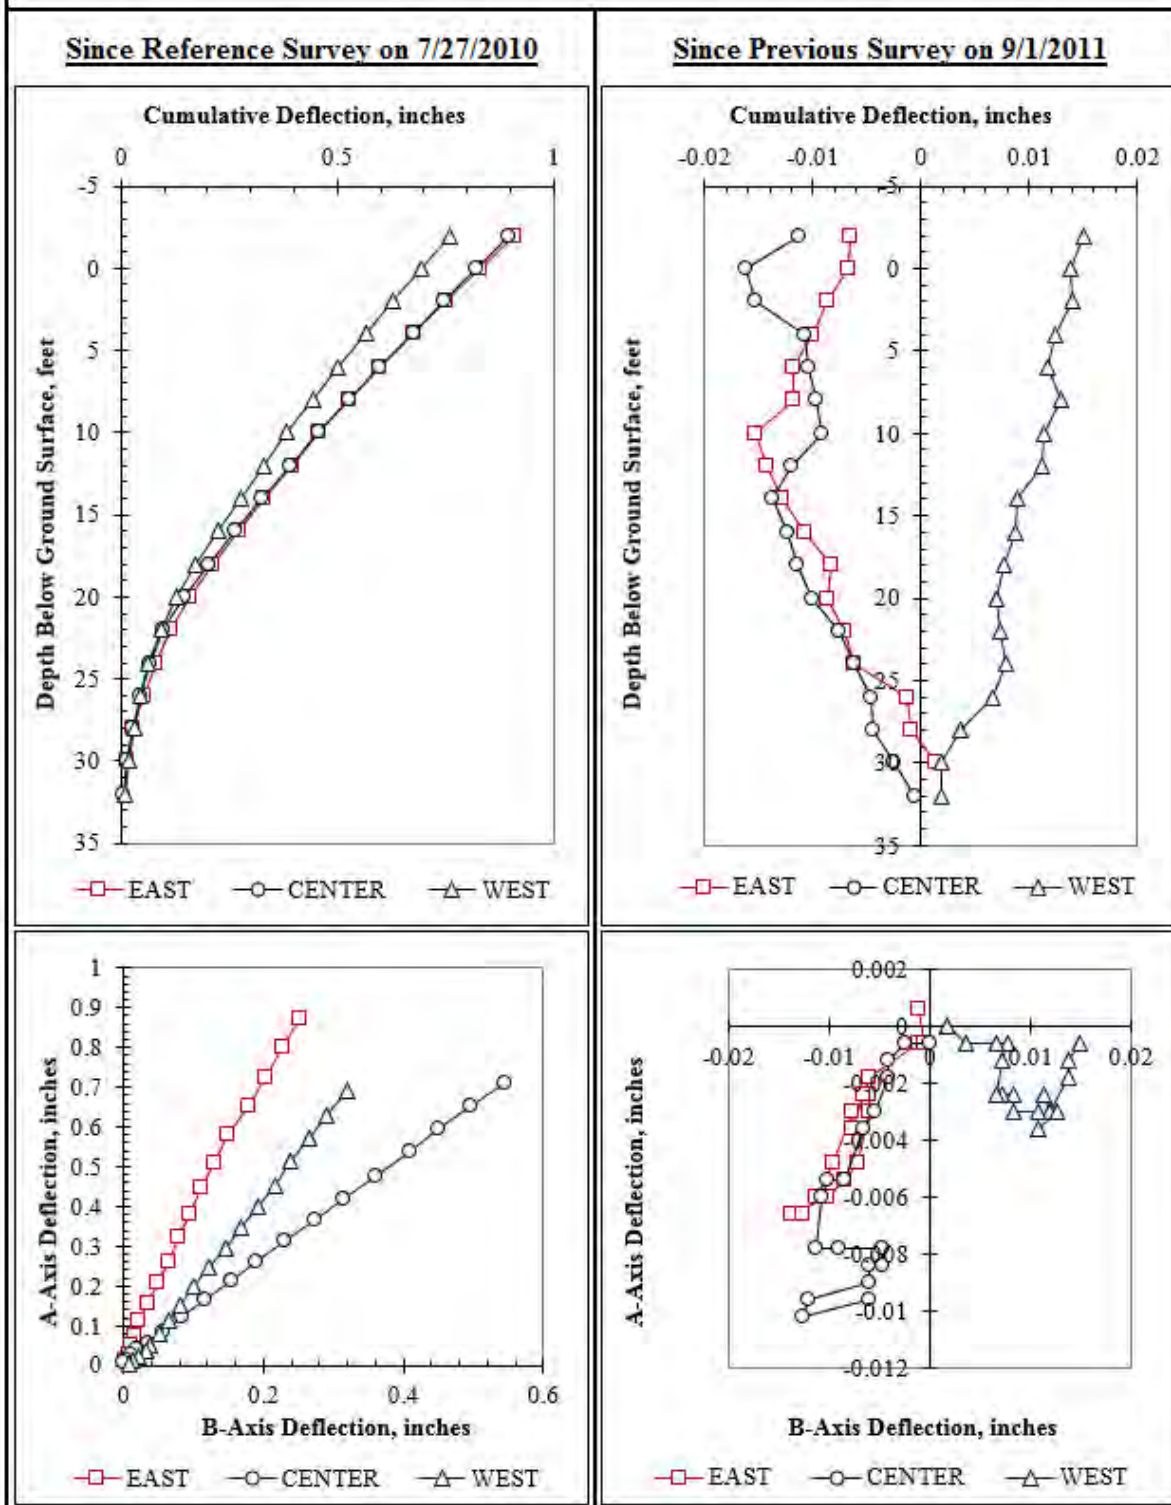 Since Reference Survey on 7/27/2010
Cumulative Deflection, inches
0 0.5 1
-5
0
5
10
15
20
25
30
35
Depth Below Ground Surface, feet
EAST CENTER WEST
Since Previous Survey on 9/1/2011
Cumulative Deflection, inches
-0.02 -0.01 0 0.01 0.02
-5
0
5
10
15
20
25
30
35
Depth Below Ground Surface, feet
EAST CENTER WEST
1
0.9
0.8
0.7
0.6
0.5
0.4
0.3
0.2
0.1
0
A-Axis Deflection, inches
0 0.2 0.4 0.6
B-Axis Deflection, inches
EAST CENTER WEST
0.002
0
-0.02 -0.01 0 0.01 0.02
-0.002
-0.004
-0.006
-0.008
-0.01
-0.012
A-Axis Deflection, inches
B-Axis Deflection, inches
EAST CENTER WEST